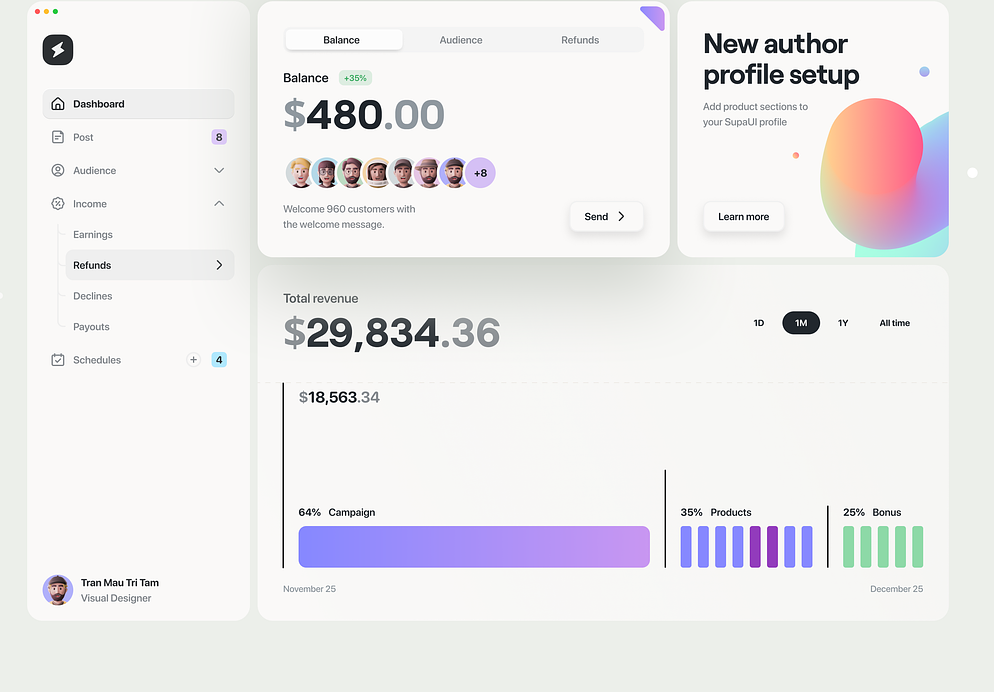 Dashboard
Post
8
Audience
Income
Earnings
Refunds
Declines
Payouts
Schedules
+
4
Tran Mau Tri Tam
Visual Designer
Balance
Audience
Refunds
Balance
+35%
$480.00
+8
Welcome 960 customers with
the welcome message.
Send
New author
profile setup
Add product sections to
your SupaUI profile
Learn more
Total revenue
$29,834.36
1D
1M
1Y
All time
$18,563.34
64% Campaign
35% Products
25% Bonus
November 25
December 25